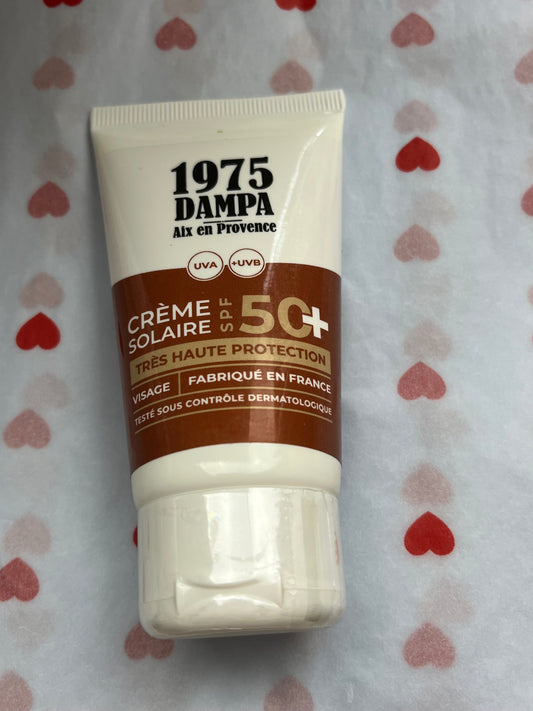 1975
DAMPA
Aix en Provence
UVA +UVB
CRÈME
SOLAIRE
SPF 50+
TRÈS HAUTE PROTECTION
VISAGE FABRIQUÉ EN FRANCE
TESTÉ SOUS CONTRÔLE DERMATOLOGIQUE